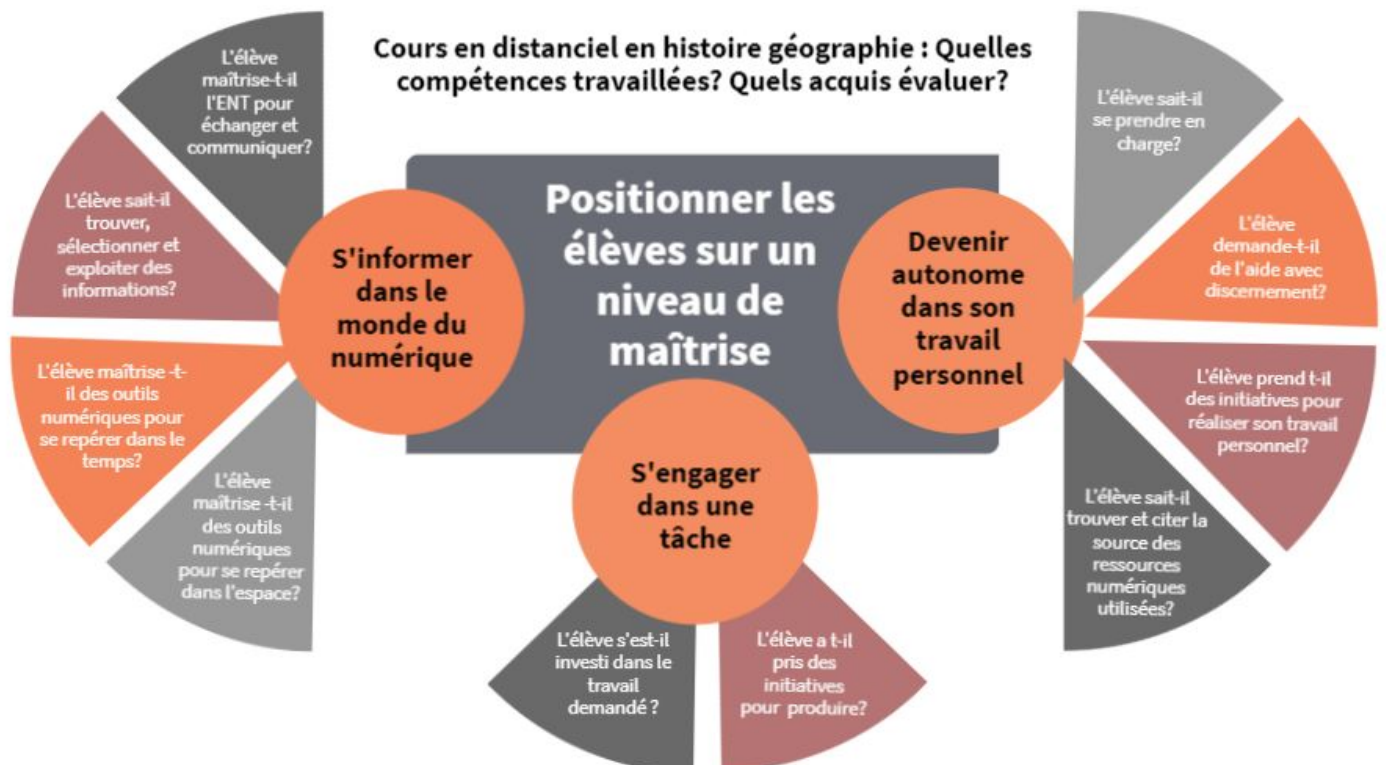 Cours en distanciel en histoire géographie : Quelles
compétences travaillées? Quels acquis évaluer?
Positionner les
élèves sur un
niveau de
maîtrise
S'informer
dans le
monde du
numérique
L'élève
maîtrise-t-il
l'ENT pour
échanger et
communiquer?
L'élève sait-il
trouver,
sélectionner et
exploiter des
informations?
L'élève maîtrise -t-
il des outils
numériques pour
se repérer dans le
temps?
L'élève
maîtrise -t-il
des outils
numériques
pour se repérer
dans l'espace?
S'engager
dans une
tâche
L'élève s'est-il
investi dans le
travail
demandé ?
L'élève a t-il
pris des
initiatives
pour produire?
Devenir
autonome
dans son
travail
personnel
L'élève sait-il
se prendre en
charge?
L'élève
demande-t-il
de l'aide avec
discernement?
L'élève prend t-il
des initiatives pour
réaliser son travail
personnel?
L'élève sait-il
trouver et citer la
source des
ressources
numériques
utilisées?